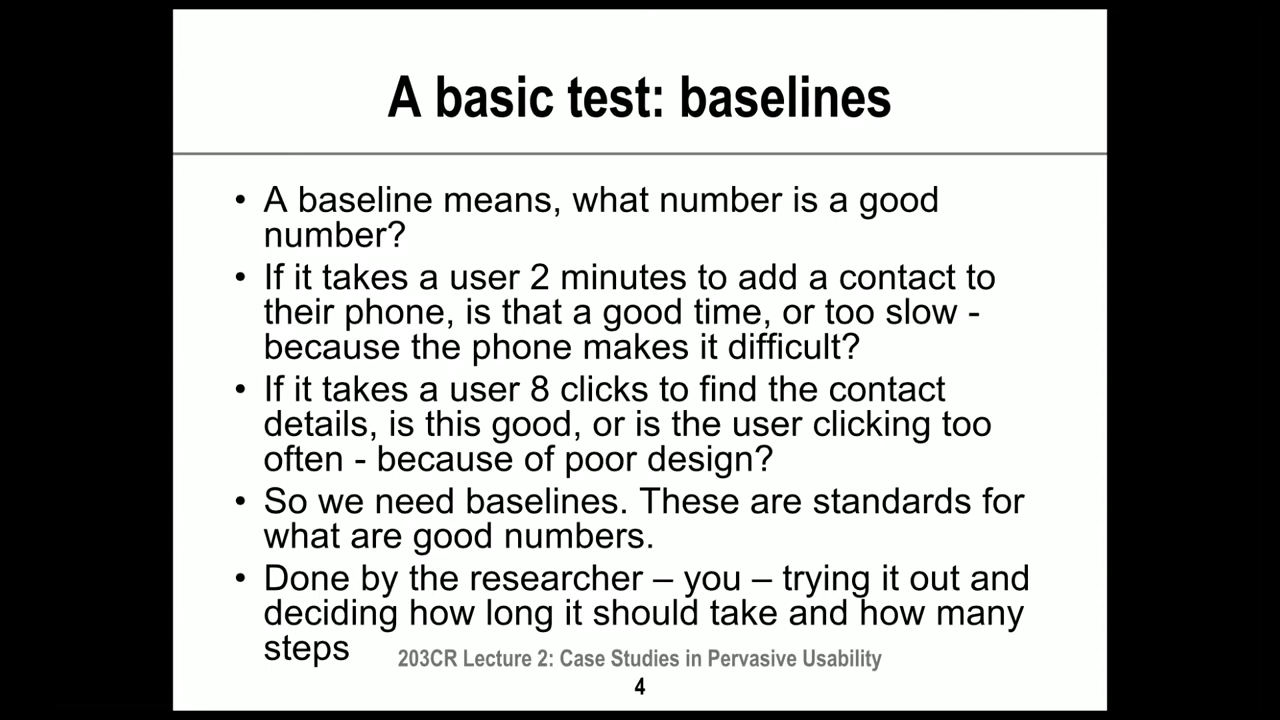 A basic test: baselines
• A baseline means, what number is a good
number?
• If it takes a user 2 minutes to add a contact to
their phone, is that a good time, or too slow -
because the phone makes it difficult?
• If it takes a user 8 clicks to find the contact
details, is this good, or is the user clicking too
often - because of poor design?
• So we need baselines. These are standards for
what are good numbers.
• Done by the researcher – you – trying it out and
deciding how long it should take and how many
steps
203CR Lecture 2: Case Studies in Pervasive Usability
4